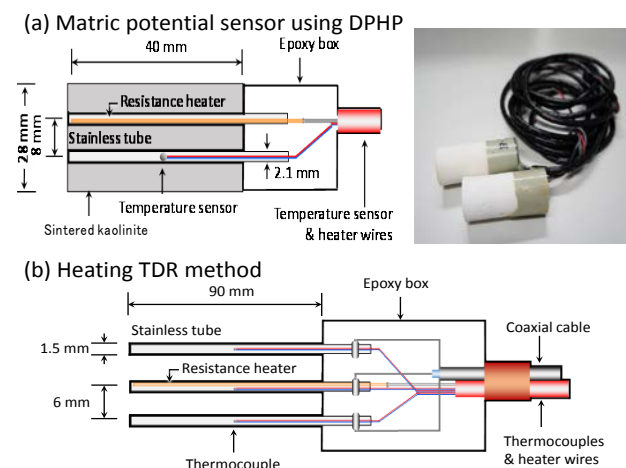 (a) Matric potential sensor using DPHP
40 mm
Epoxy box
Resistance heater
28 mm
8 mm
Stainless tube
2.1 mm
Temperature sensor
Sintered kaolinite
Temperature sensor
& heater wires
(b) Heating TDR method
90 mm
Epoxy box
Stainless tube
Coaxial cable
1.5 mm
Resistance heater
6 mm
Thermocouple
Thermocouples
& heater wires